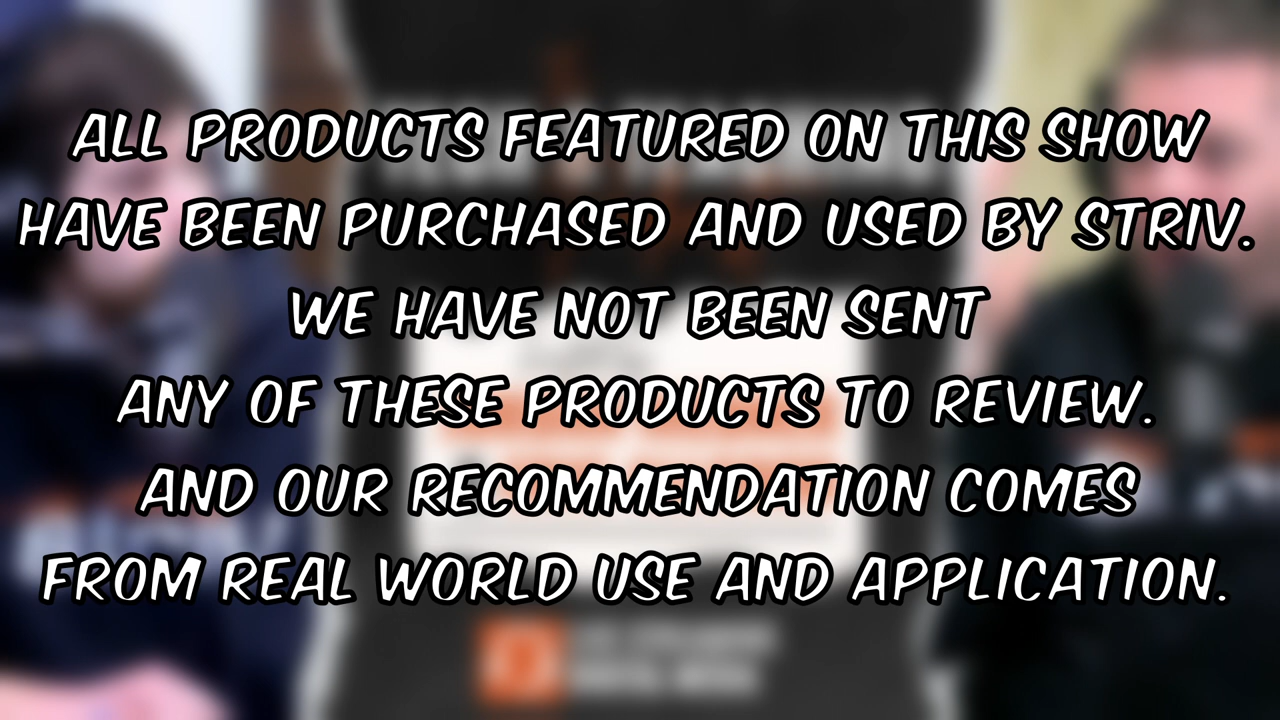 ALL PRODUCTS FEATURED ON THIS SHOW
HAVE BEEN PURCHASED AND USED BY STRIV.
WE HAVE NOT BEEN SENT
ANY OF THESE PRODUCTS TO REVIEW.
AND OUR RECOMMENDATION COMES
FROM REAL WORLD USE AND APPLICATION.